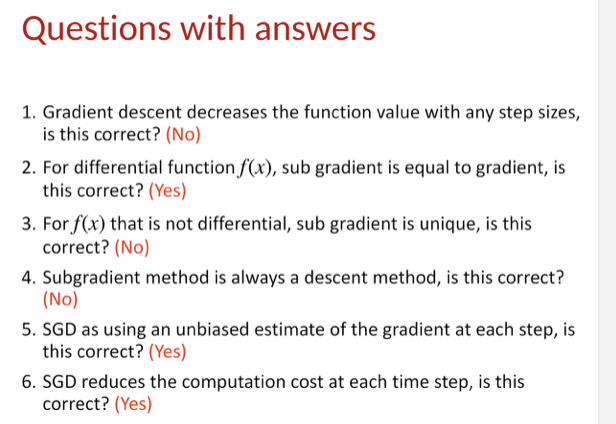 Questions with answers
1. Gradient descent decreases the function value with any step sizes,
is this correct? (No)
2. For differential function f(x), sub gradient is equal to gradient, is
this correct? (Yes)
3. For f(x) that is not differential, sub gradient is unique, is this
correct? (No)
4. Subgradient method is always a descent method, is this correct?
(No)
5. SGD as using an unbiased estimate of the gradient at each step, is
this correct? (Yes)
6. SGD reduces the computation cost at each time step, is this
correct? (Yes)